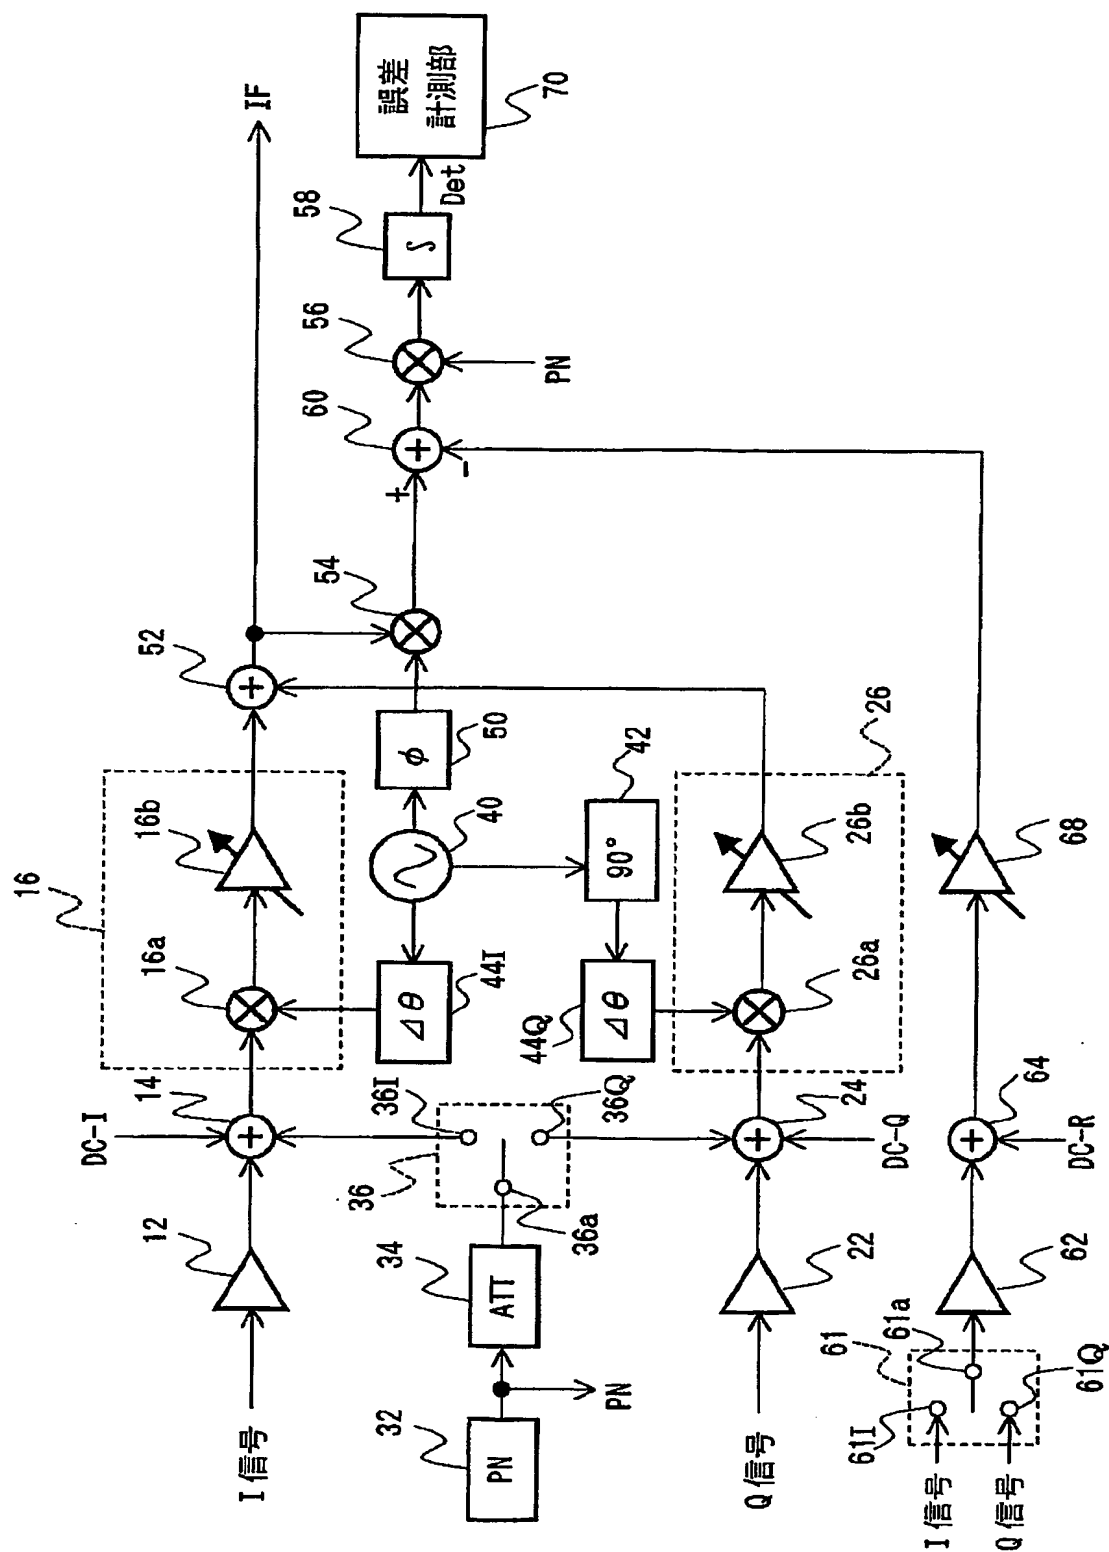 I信号
12
DC-I
14
16
16a
16b
52
IF
PN
32
PN
ATT
34
36
36a
36I
36Q
Δθ
44I
40
φ
50
54
+
-
60
56
PN
∫
58
Det
誤差
計測部
70
90°
42
Δθ
44Q
Q信号
22
24
DC-Q
26
26a
26b
I信号
Q信号
61
61I
61Q
61a
62
64
DC-R
68